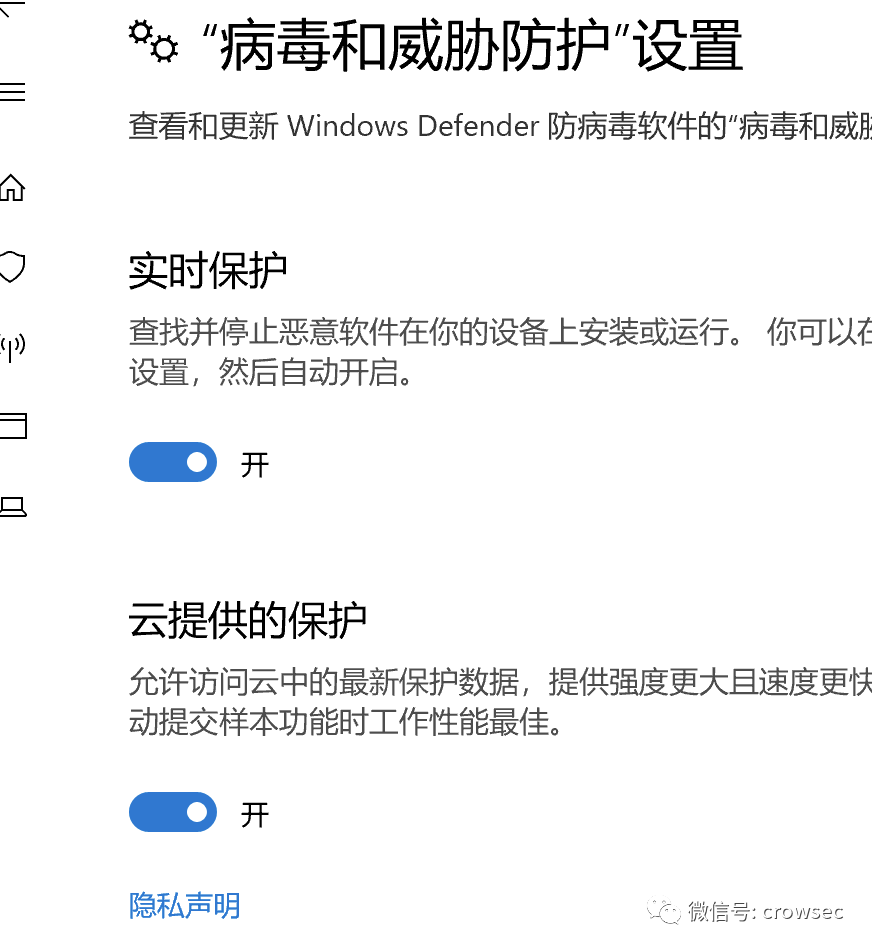 “病毒和威胁防护”设置
查看和更新 Windows Defender 防病毒软件的“病毒和威胁
实时保护
查找并停止恶意软件在你的设备上安装或运行。 你可以在
设置，然后自动开启。
开
云提供的保护
允许访问云中的最新保护数据，提供强度更大且速度更快
动提交样本功能时工作性能最佳。
开
隐私声明
微信号: crowsec